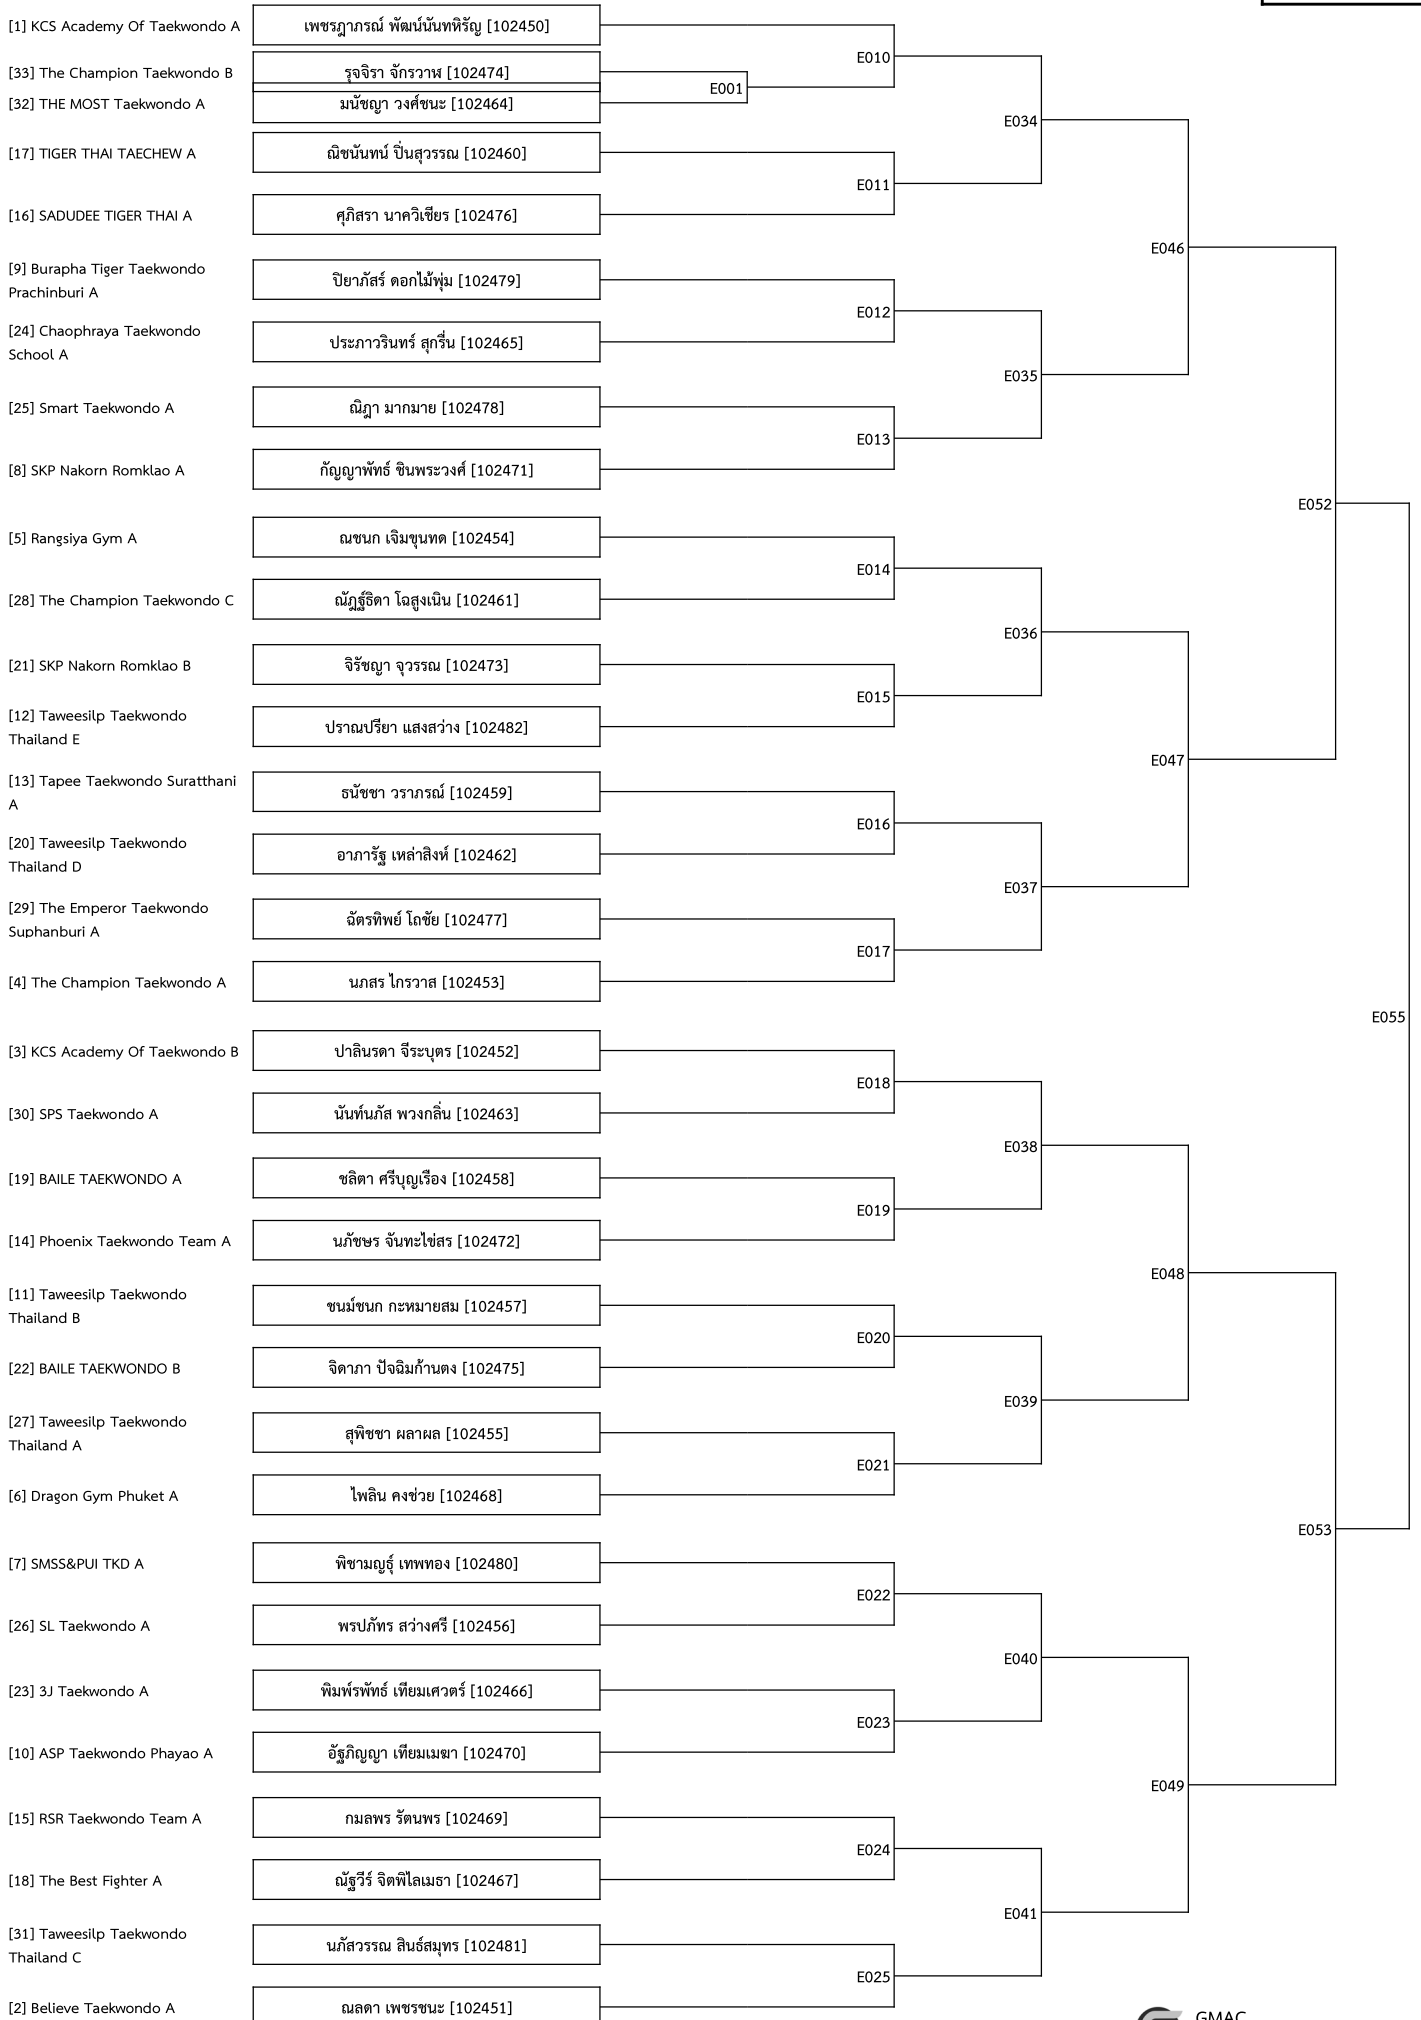 [1] KCS Academy Of Taekwondo A เพชรฎาภรณ์ พัฒน์นันทหิรัญ [102450]
E010
[33] The Champion Taekwondo B รุจจิรา จักรวาฬ [102474]
E001
[32] THE MOST Taekwondo A มนัชญา วงศ์ชนะ [102464]
E034
[17] TIGER THAI TAECHEW A ณิชนันทน์ ปิ่นสุวรรณ [102460]
E011
[16] SADUDEE TIGER THAI A ศุภิสรา นาควิเชียร [102476]
E046
[9] Burapha Tiger Taekwondo
Prachinburi A ปิยาภัสร์ ดอกไม้พุ่ม [102479]
E012
[24] Chaophraya Taekwondo
School A ประภาวรินทร์ สุกรี่น [102465]
E035
[25] Smart Taekwondo A ณิฎา มากมาย [102478]
E013
[8] SKP Nakorn Romklao A กัญญาพัทธ์ ชินพระวงศ์ [102471]
E052
[5] Rangsiya Gym A ณชนก เจิมขุนทด [102454]
E014
[28] The Champion Taekwondo C ณัฎฐ์ธิดา โฉสูงเนิน [102461]
E036
[21] SKP Nakorn Romklao B จิรัชญา จุวรรณ [102473]
E015
[12] Taweesilp Taekwondo
Thailand E ปราณปรียา แสงสว่าง [102482]
E047
[13] Tapee Taekwondo Suratthani
A ธนัชชา วราภรณ์ [102459]
E016
[20] Taweesilp Taekwondo
Thailand D อาภารัฐ เหล่าสิงห์ [102462]
E037
[29] The Emperor Taekwondo
Suphanburi A ฉัตรทิพย์ โถชัย [102477]
E017
[4] The Champion Taekwondo A นภสร ไกรวาส [102453]
E055
[3] KCS Academy Of Taekwondo B ปาลินรดา จีระบุตร [102452]
E018
[30] SPS Taekwondo A นันท์นภัส พวงกลิ่น [102463]
E038
[19] BAILE TAEKWONDO A ชลิตา ศรีบุญเรือง [102458]
E019
[14] Phoenix Taekwondo Team A นภัชษร จันทะไข่สร [102472]
E048
[11] Taweesilp Taekwondo
Thailand B ชนม์ชนก กะหมายสม [102457]
E020
[22] BAILE TAEKWONDO B จิดาภา ปัจฉิมก้านตง [102475]
E039
[27] Taweesilp Taekwondo
Thailand A สุพิชชา ผลาผล [102455]
E021
[6] Dragon Gym Phuket A ไพลิน คงช่วย [102468]
E053
[7] SMSS&PUI TKD A พิชามญธุ์ เทพทอง [102480]
E022
[26] SL Taekwondo A พรปภัทร สว่างศรี [102456]
E040
[23] 3J Taekwondo A พิมพ์รพัทธ์ เทียมเศวตร์ [102466]
E023
[10] ASP Taekwondo Phayao A อัฐภิญญา เทียมเมฆา [102470]
E049
[15] RSR Taekwondo Team A กมลพร รัตนพร [102469]
E024
[18] The Best Fighter A ณัฐวีร์ จิตพิไลเมธา [102467]
E041
[31] Taweesilp Taekwondo
Thailand C นภัสวรรณ สินธ์สมุทร [102481]
E025
[2] Believe Taekwondo A ณลดา เพชรชนะ [102451]
GMAC